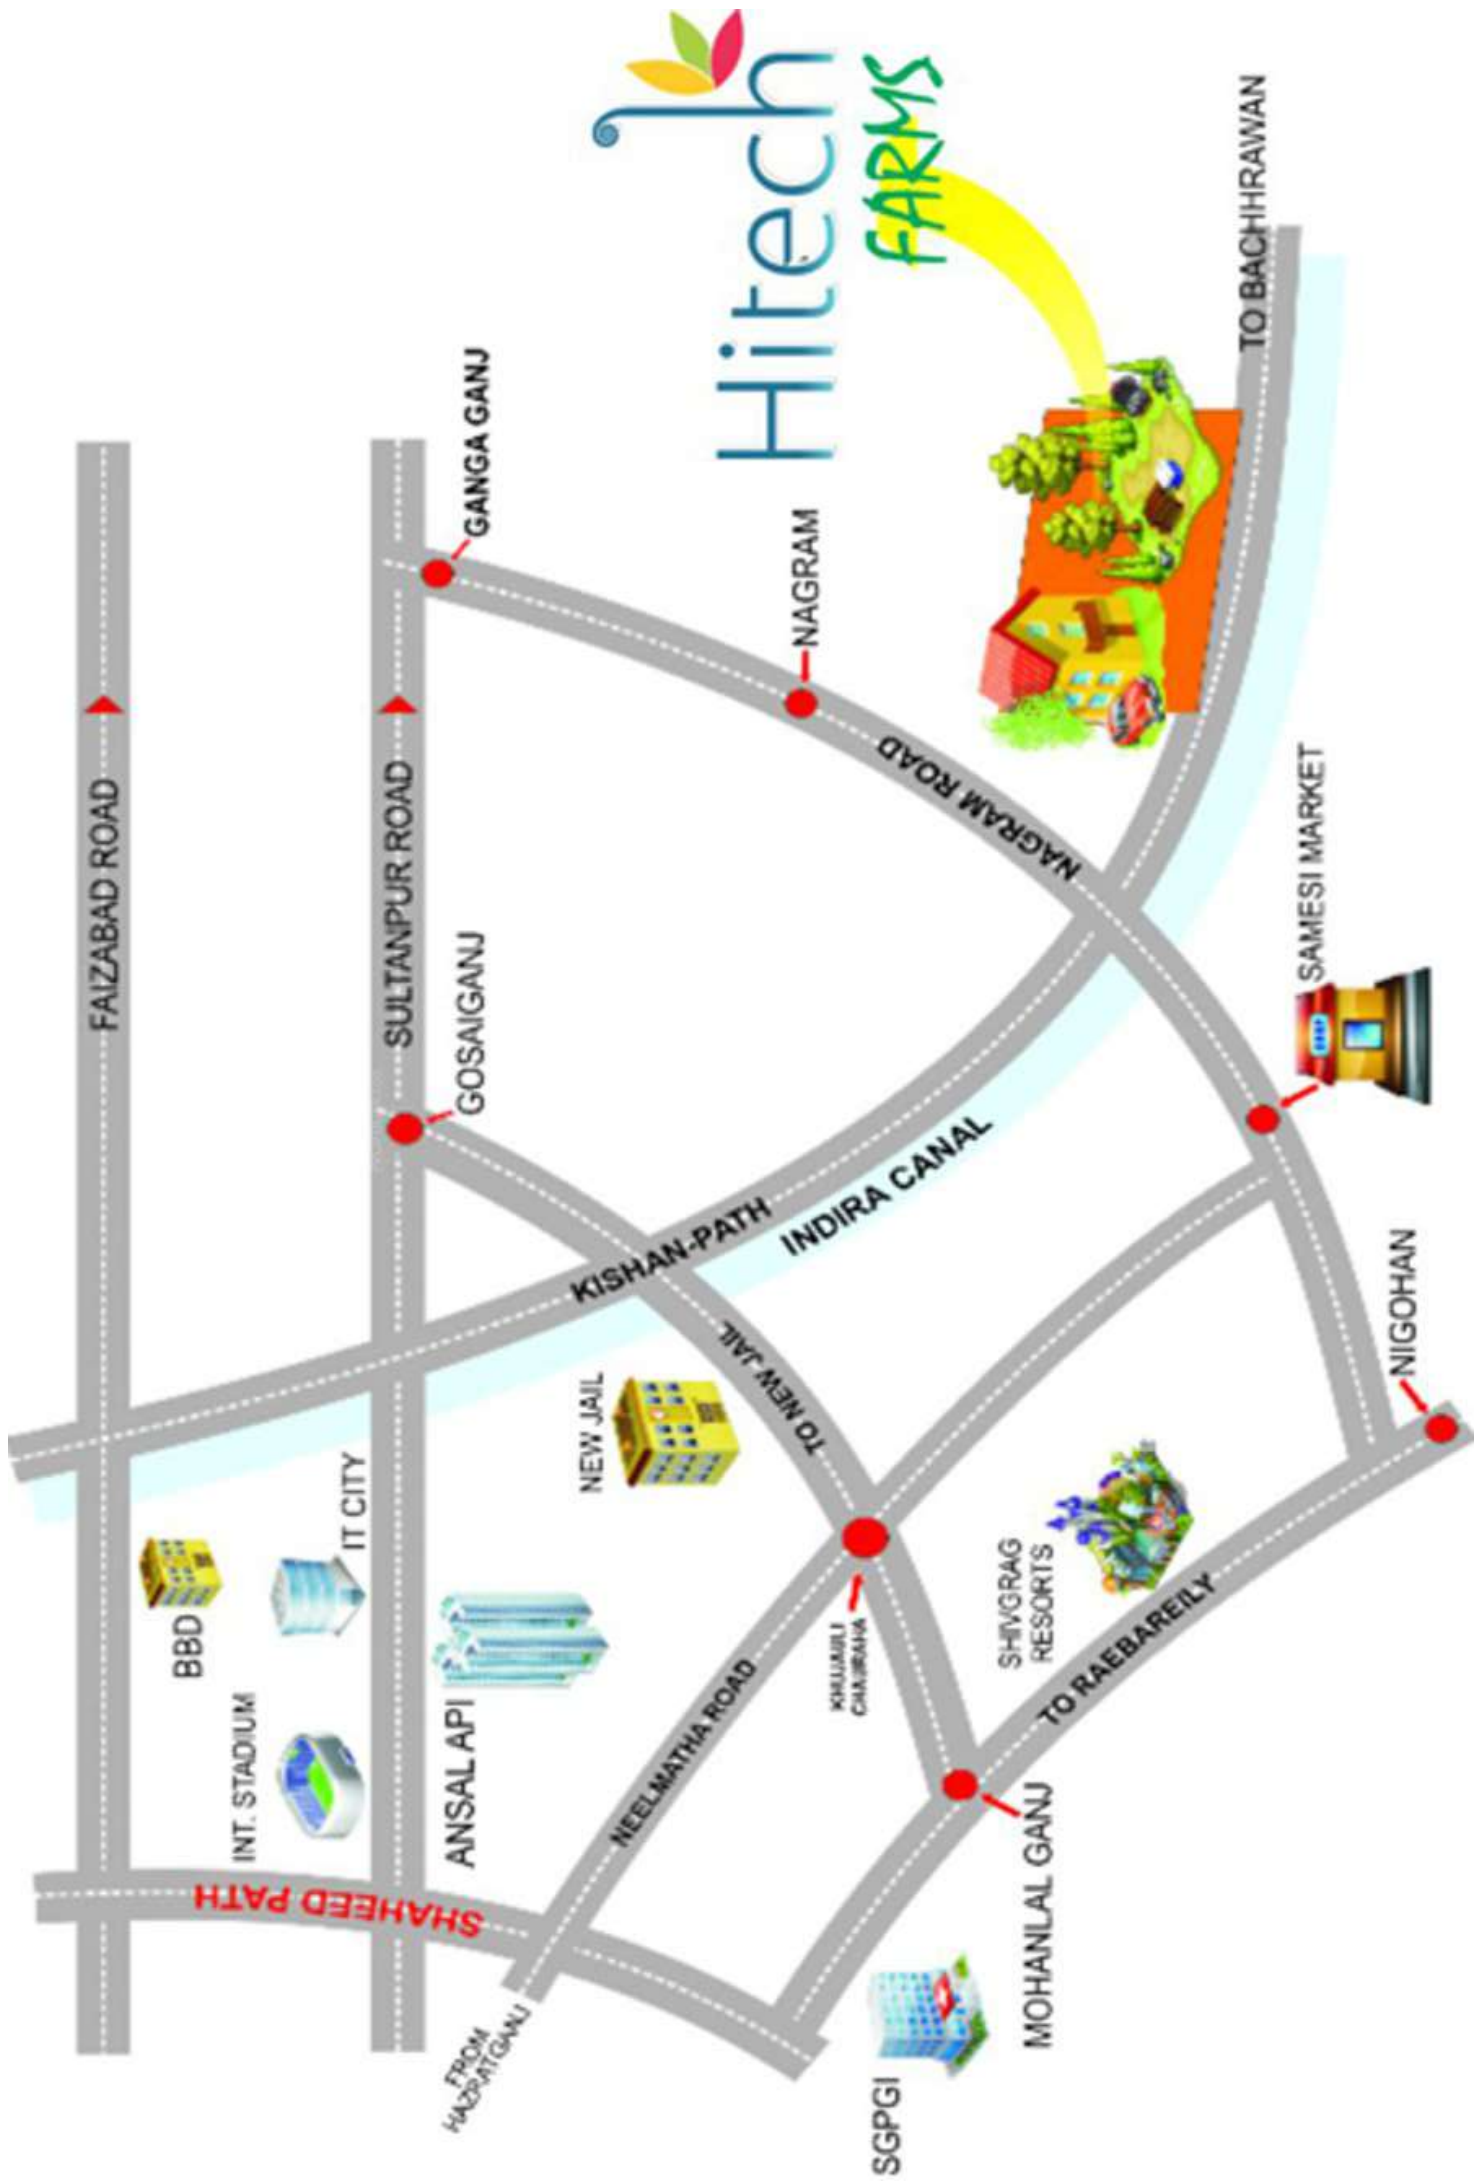 FAIZABAD ROAD
SULTANPUR ROAD
SHAHEED PATH
BBD
INT. STADIUM
IT CITY
ANSAL API
GOSAIGANJ
GANGA GANJ
KISHAN-PATH
INDIRA CANAL
NEW JAIL
TO NEW JAIL
FROM
HAZRATGANJ
NEELMATHA ROAD
KHUJAULI
CHAURAHA
NAGRAM
NAGRAM ROAD
Hitech
FARMS
SGPGI
MOHANLAL GANJ
SHIVGRAG
RESORTS
TO RAEBAREILY
NIGOHAN
SAMESI MARKET
TO BACHHRAWAN